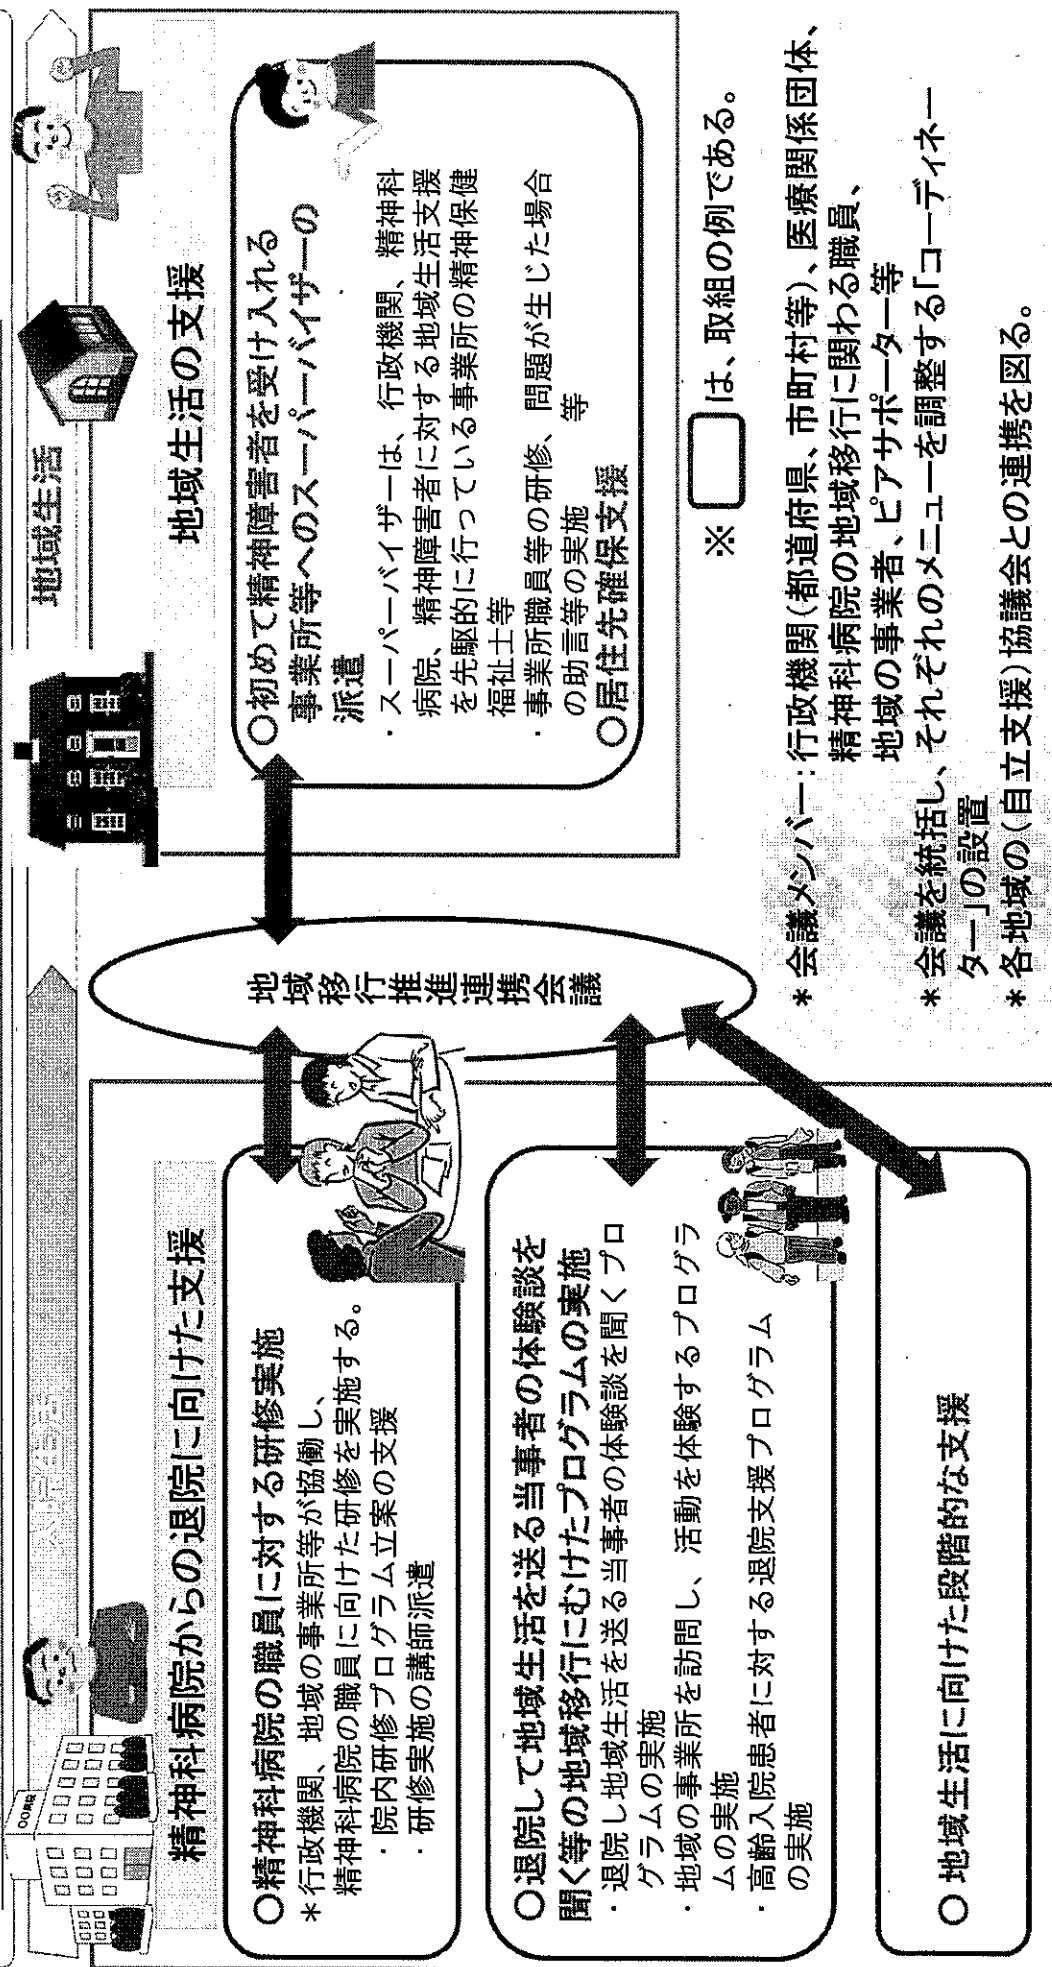 ○○病院
入院生活
地域生活
精神科病院からの退院に向けた支援
○精神科病院の職員に対する研修実施
＊行政機関、地域の事業所等が協働し、
精神科病院の職員に向けた研修を実施する。
・院内研修プログラム立案の支援
・研修実施の講師派遣
○退院して地域生活を送る当事者の体験談を
聞く等の地域移行にむけたプログラムの実施
・退院し地域生活を送る当事者の体験談を聞くプロ
グラムの実施
・地域の事業所を訪問し、活動を体験するプログラ
ムの実施
・高齢入院患者に対する退院支援プログラム
の実施
○ 地域生活に向けた段階的な支援
地域移行推進連携会議
地域生活の支援
○初めて精神障害者を受け入れる
事業所等へのスーパーバイザーの
派遣
・スーパーバイザーは、行政機関、精神科
病院、精神障害者に対する地域生活支援
を先駆的に行っている事業所の精神保健
福祉士等
・事業所職員等の研修、問題が生じた場合
の助言等の実施 等
○居住先確保支援
※ は、取組の例である。
＊会議メンバー：行政機関（都道府県、市町村等）、医療関係団体、
精神科病院の地域移行に関わる職員、
地域の事業者、ピアサポーター等
＊会議を統括し、それぞれのメニューを調整する「コーディネー
ター」の設置
＊各地域の（自立支援）協議会との連携を図る。